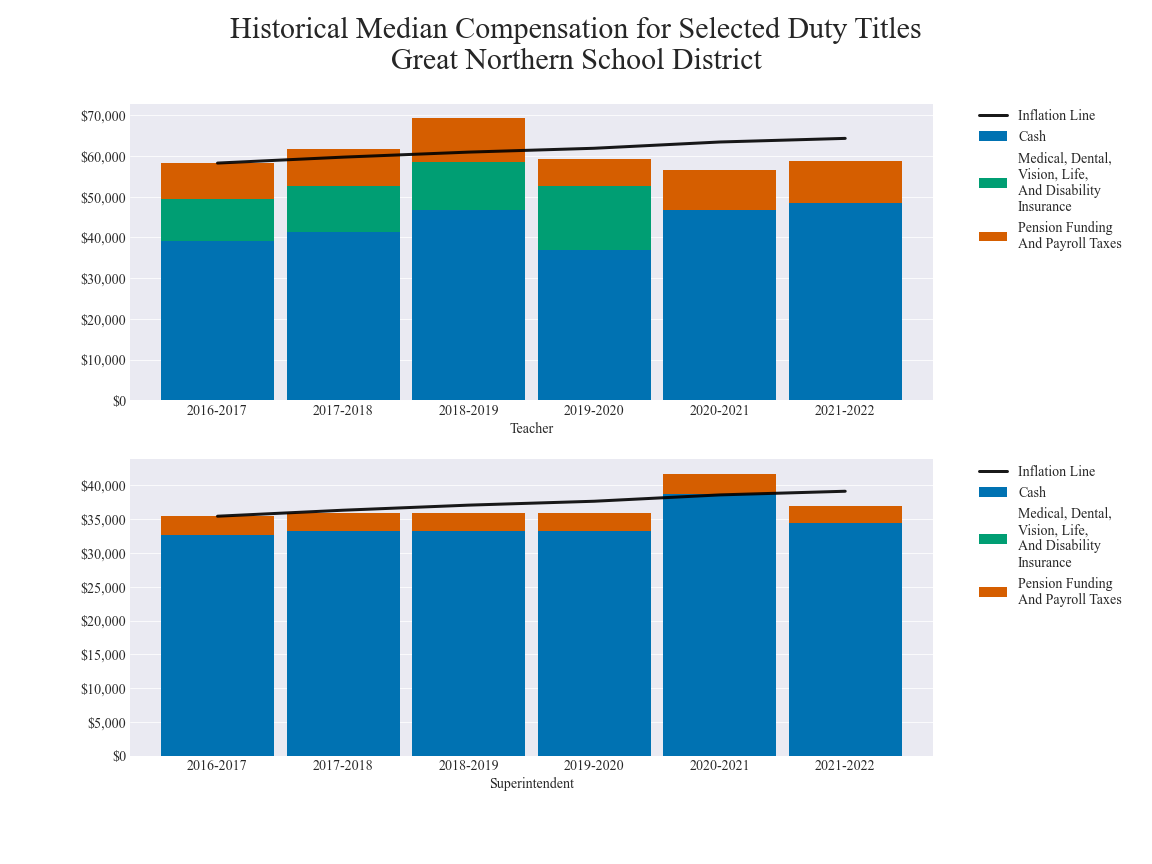 Historical Median Compensation for Selected Duty Titles
Great Northern School District
$70,000
$60,000
$50,000
$40,000
$30,000
$20,000
$10,000
$0
2016-2017
2017-2018
2018-2019
2019-2020
2020-2021
2021-2022
Teacher
Inflation Line
Cash
Medical, Dental,
Vision, Life,
And Disability
Insurance
Pension Funding
And Payroll Taxes
$40,000
$35,000
$30,000
$25,000
$20,000
$15,000
$10,000
$5,000
$0
2016-2017
2017-2018
2018-2019
2019-2020
2020-2021
2021-2022
Superintendent
Inflation Line
Cash
Medical, Dental,
Vision, Life,
And Disability
Insurance
Pension Funding
And Payroll Taxes